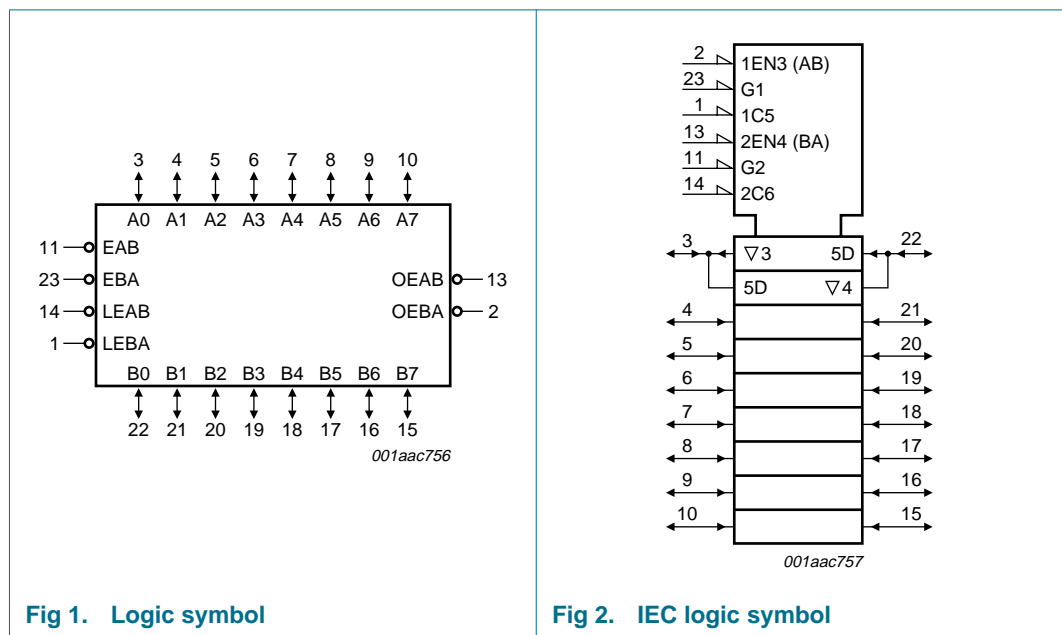 3 4 5 6 7 8 9 10
A0 A1 A2 A3 A4 A5 A6 A7
11 EAB
23 EBA OEAB 13
14 LEAB OEBA 2
1 LEBA
B0 B1 B2 B3 B4 B5 B6 B7
22 21 20 19 18 17 16 15
001aac756
Fig 1. Logic symbol
2 1EN3 (AB)
23 G1
1 1C5
13 2EN4 (BA)
11 G2
14 2C6
3 ▽3 5D 22
5D ▽4
4 21
5 20
6 19
7 18
8 17
9 16
10 15
001aac757
Fig 2. IEC logic symbol